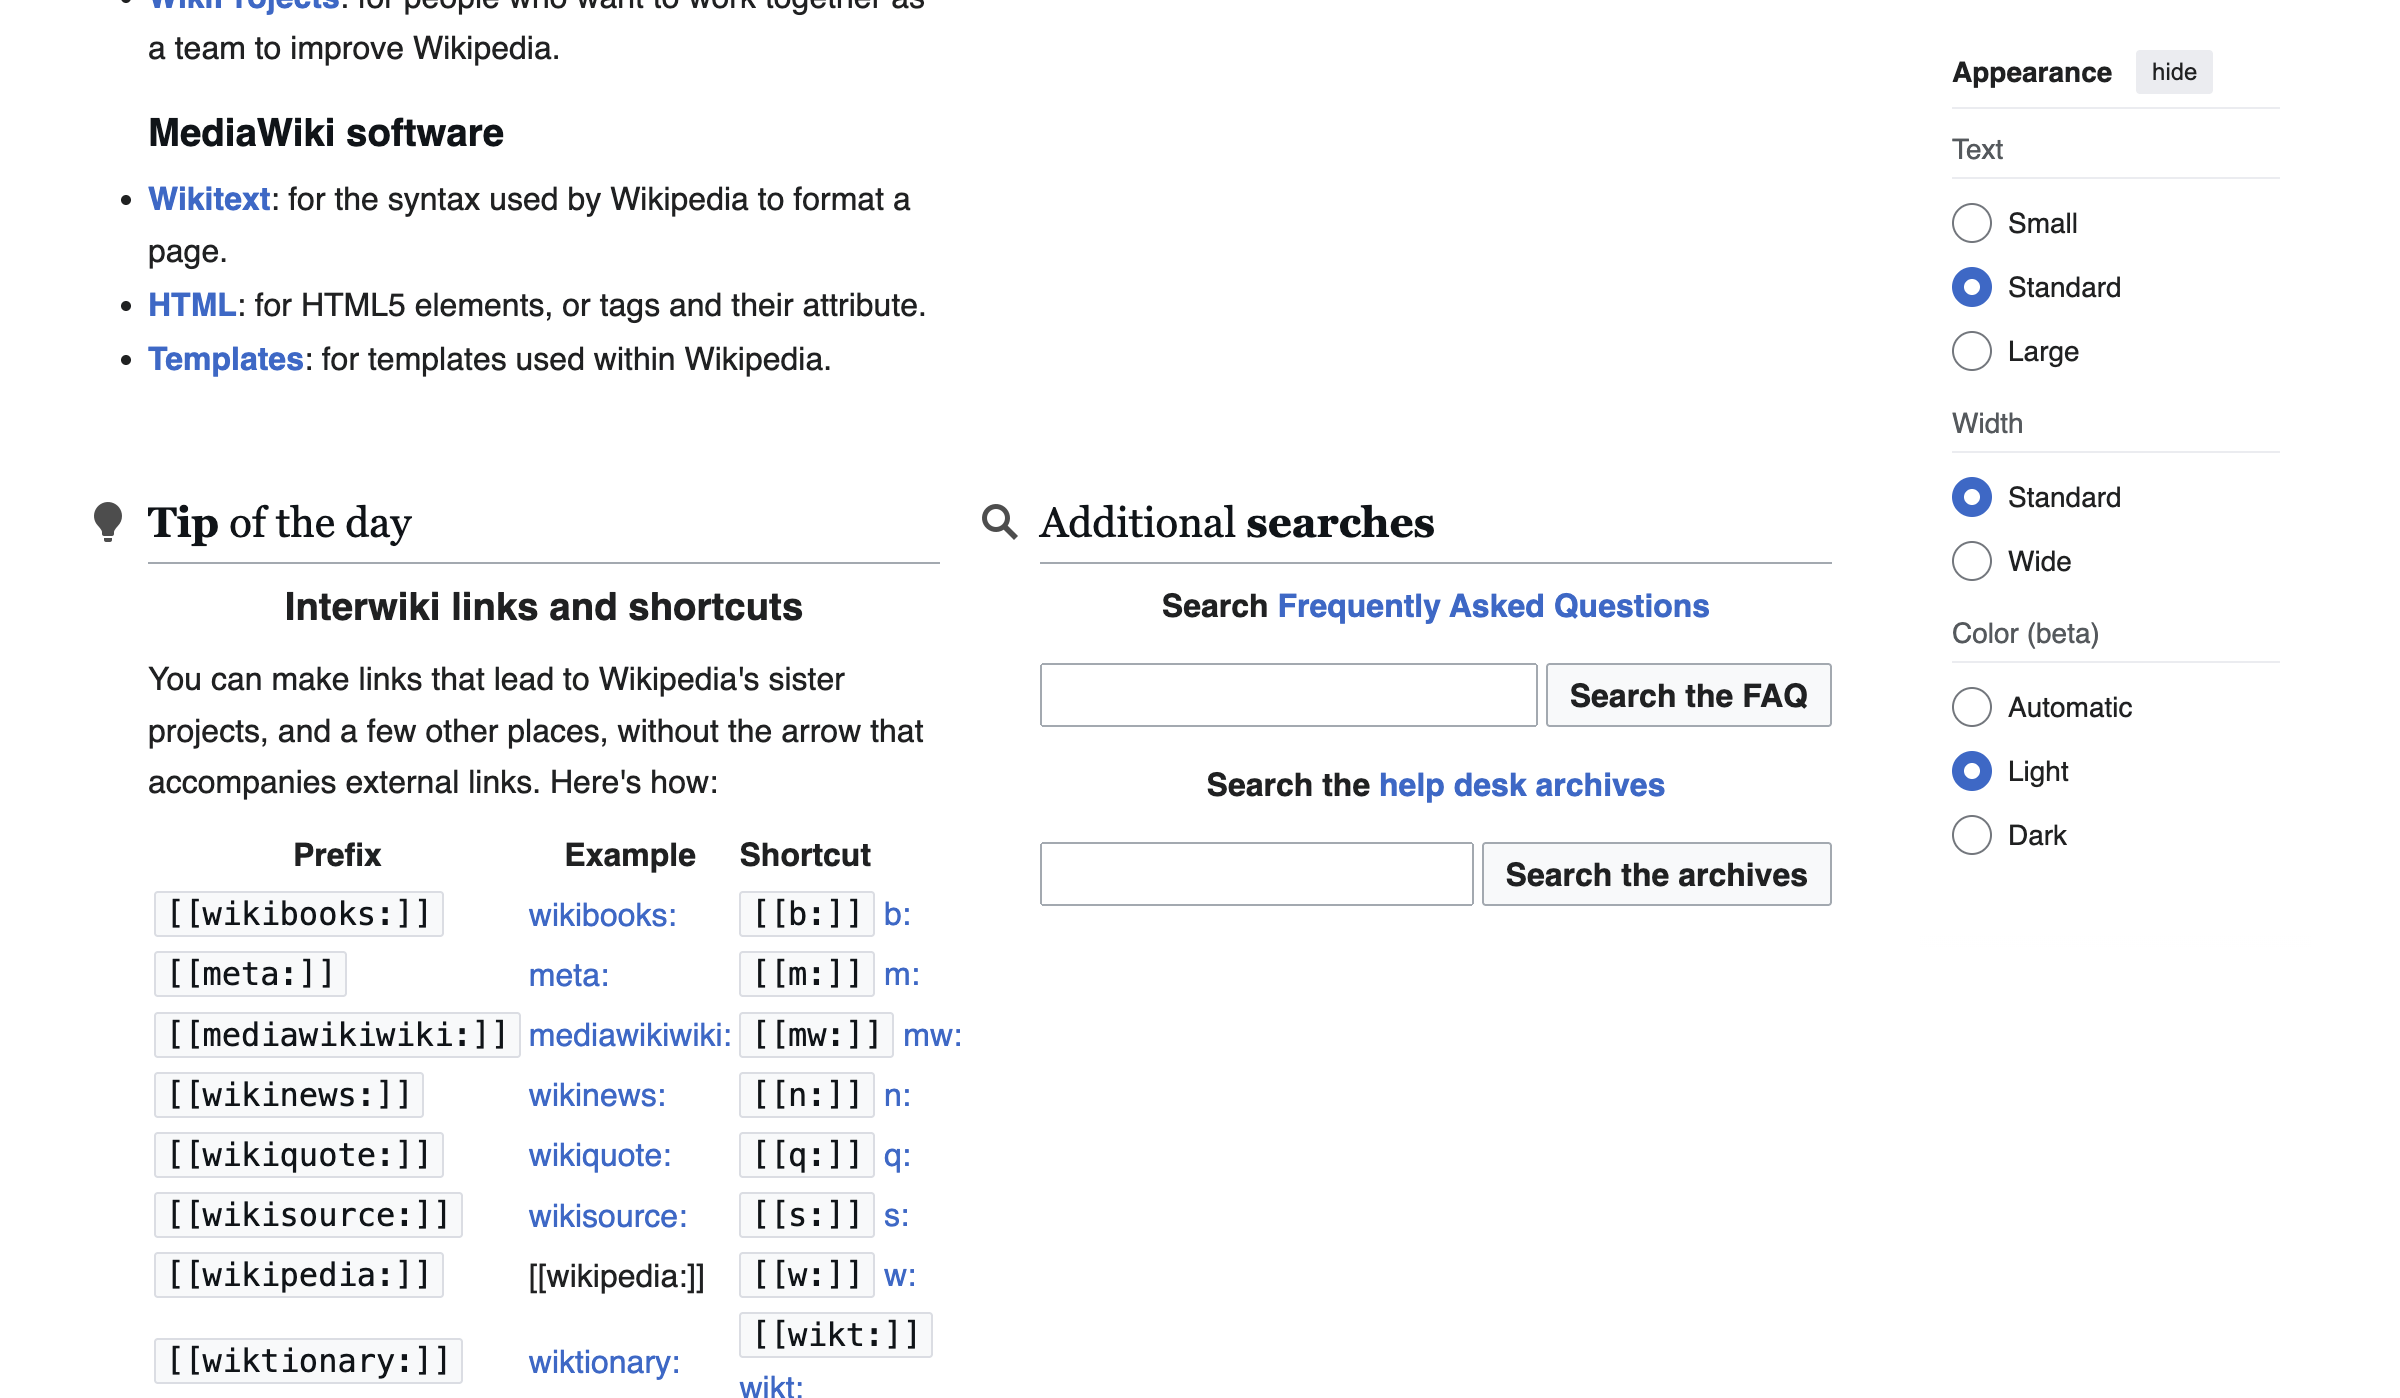 WikiProjects: for people who want to work together as
a team to improve Wikipedia.
MediaWiki software
Wikitext: for the syntax used by Wikipedia to format a
page.
HTML: for HTML5 elements, or tags and their attribute.
Templates: for templates used within Wikipedia.
Tip of the day
Interwiki links and shortcuts
You can make links that lead to Wikipedia's sister
projects, and a few other places, without the arrow that
accompanies external links. Here's how:
Prefix Example Shortcut
[[wikibooks:]] wikibooks: [[b:]] b:
[[meta:]] meta: [[m:]] m:
[[mediawikiwiki:]] mediawikiwiki: [[mw:]] mw:
[[wikinews:]] wikinews: [[n:]] n:
[[wikiquote:]] wikiquote: [[q:]] q:
[[wikisource:]] wikisource: [[s:]] s:
[[wikipedia:]] [[wikipedia:]] [[w:]] w:
[[wiktionary:]] wiktionary: [[wikt:]]
wikt:
Additional searches
Search Frequently Asked Questions
Search the FAQ
Search the help desk archives
Search the archives
Appearance hide
Text
Small
Standard
Large
Width
Standard
Wide
Color (beta)
Automatic
Light
Dark